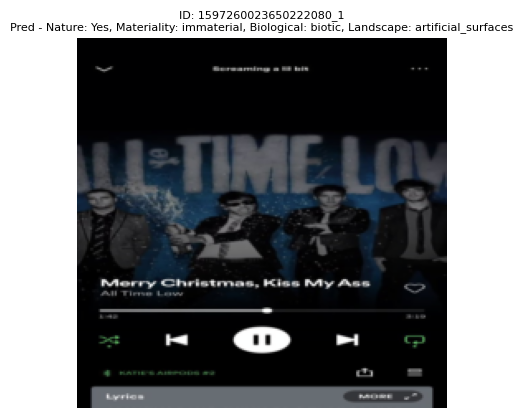 ID: 1597260023650222080_1
Pred - Nature: Yes, Materiality: immaterial, Biological: biotic, Landscape: artificial_surfaces
Screaming a lil bit
ALL TIME LOW
Merry Christmas, Kiss My Ass
All Time Low
1:42
3:19
KATIE'S AIRPODS #2
Lyrics
MORE